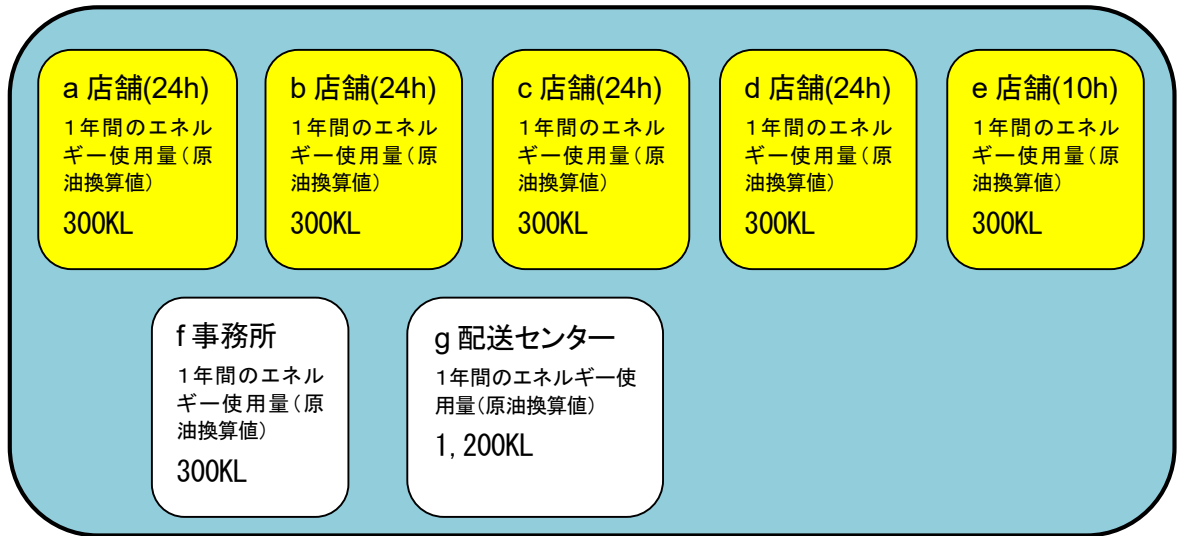 a 店舗(24h)
1年間のエネル
ギー使用量(原
油換算値)
300KL
b 店舗(24h)
1年間のエネル
ギー使用量(原
油換算値)
300KL
c 店舗(24h)
1年間のエネル
ギー使用量(原
油換算値)
300KL
d 店舗(24h)
1年間のエネル
ギー使用量(原
油換算値)
300KL
e 店舗(10h)
1年間のエネル
ギー使用量(原
油換算値)
300KL
f 事務所
1年間のエネル
ギー使用量(原
油換算値)
300KL
g 配送センター
1年間のエネルギー使
用量(原油換算値)
1,200KL